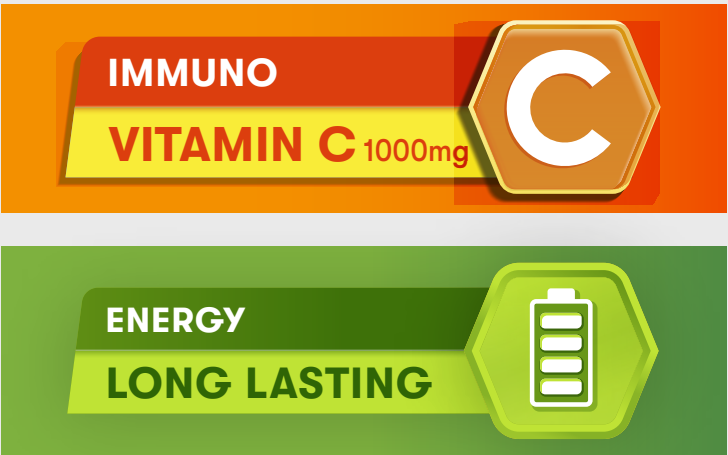 IMMUNO
VITAMIN C 1000mg
C
ENERGY
LONG LASTING